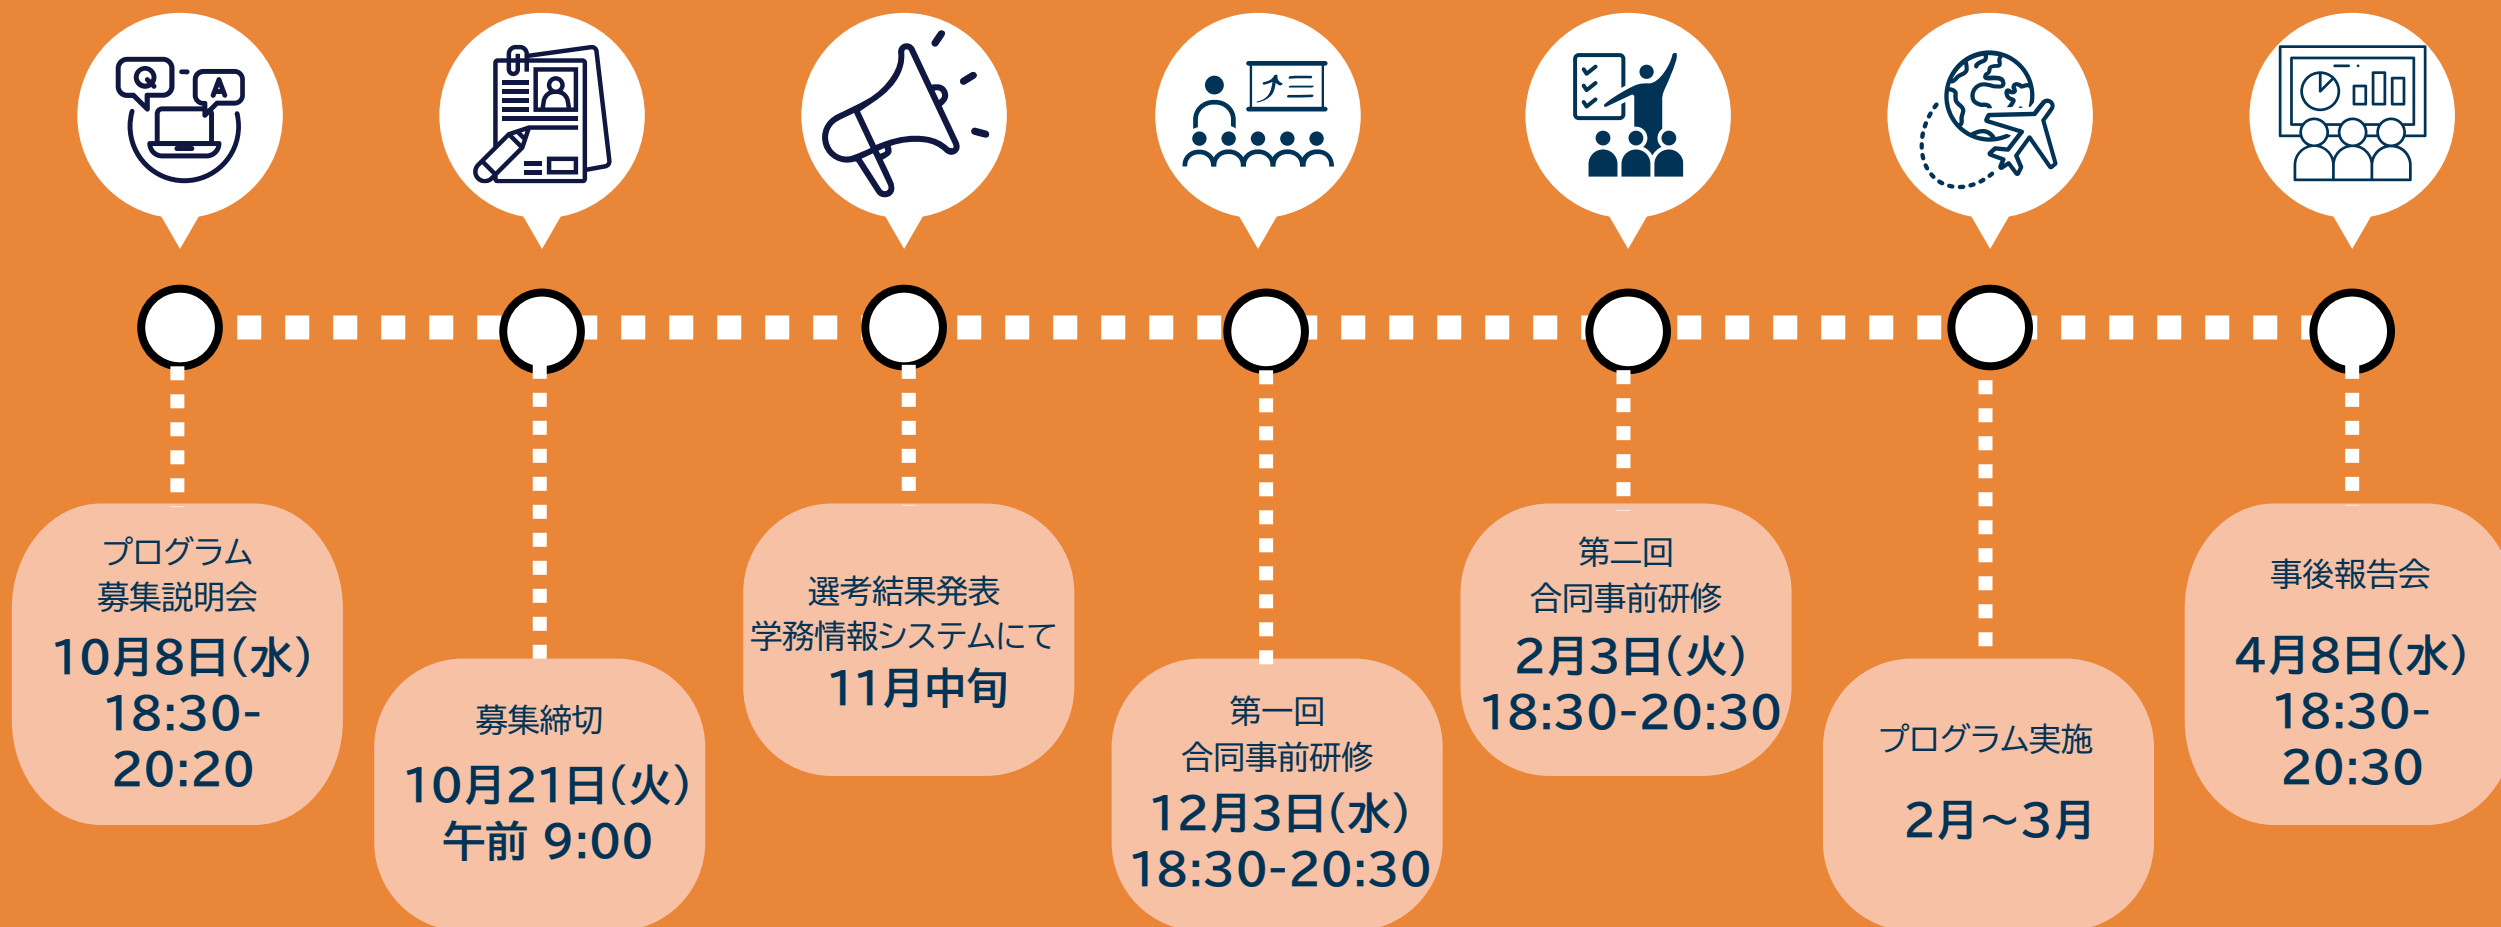 Q
A
プログラム
募集説明会
10月8日(水)
18:30-
20:20
募集締切
10月21日(火)
午前 9:00
選考結果発表
学務情報システムにて
11月中旬
第一回
合同事前研修
12月3日(水)
18:30-20:30
第二回
合同事前研修
2月3日(火)
18:30-20:30
プログラム実施
2月~3月
事後報告会
4月8日(水)
18:30-
20:30